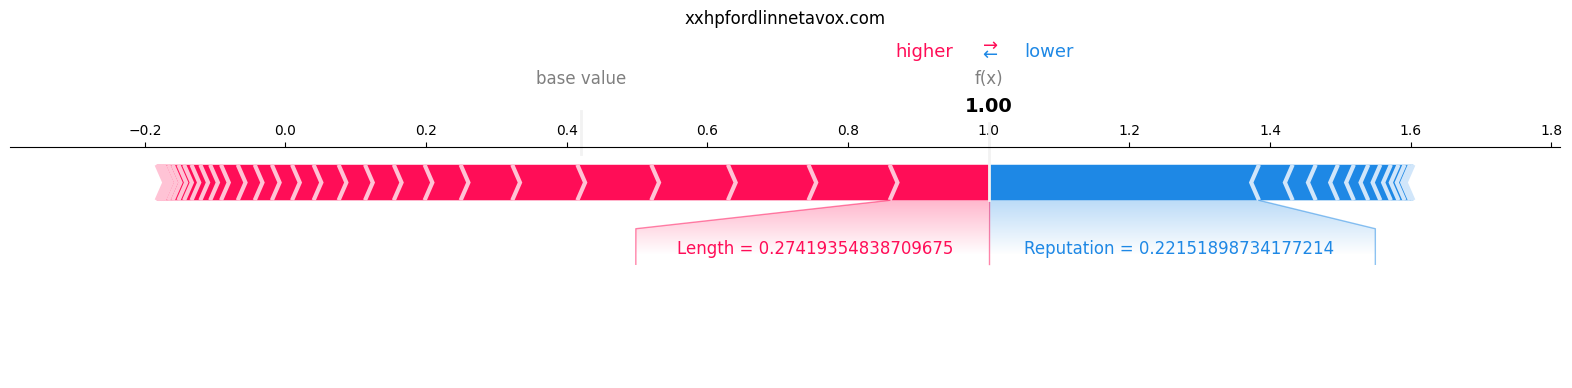 xxhpfordlinnetavox.com
higher ⇄ lower
base value f(x)
1.00
−0.2 0.0 0.2 0.4 0.6 0.8 1.0 1.2 1.4 1.6 1.8
Length = 0.27419354838709675 Reputation = 0.22151898734177214